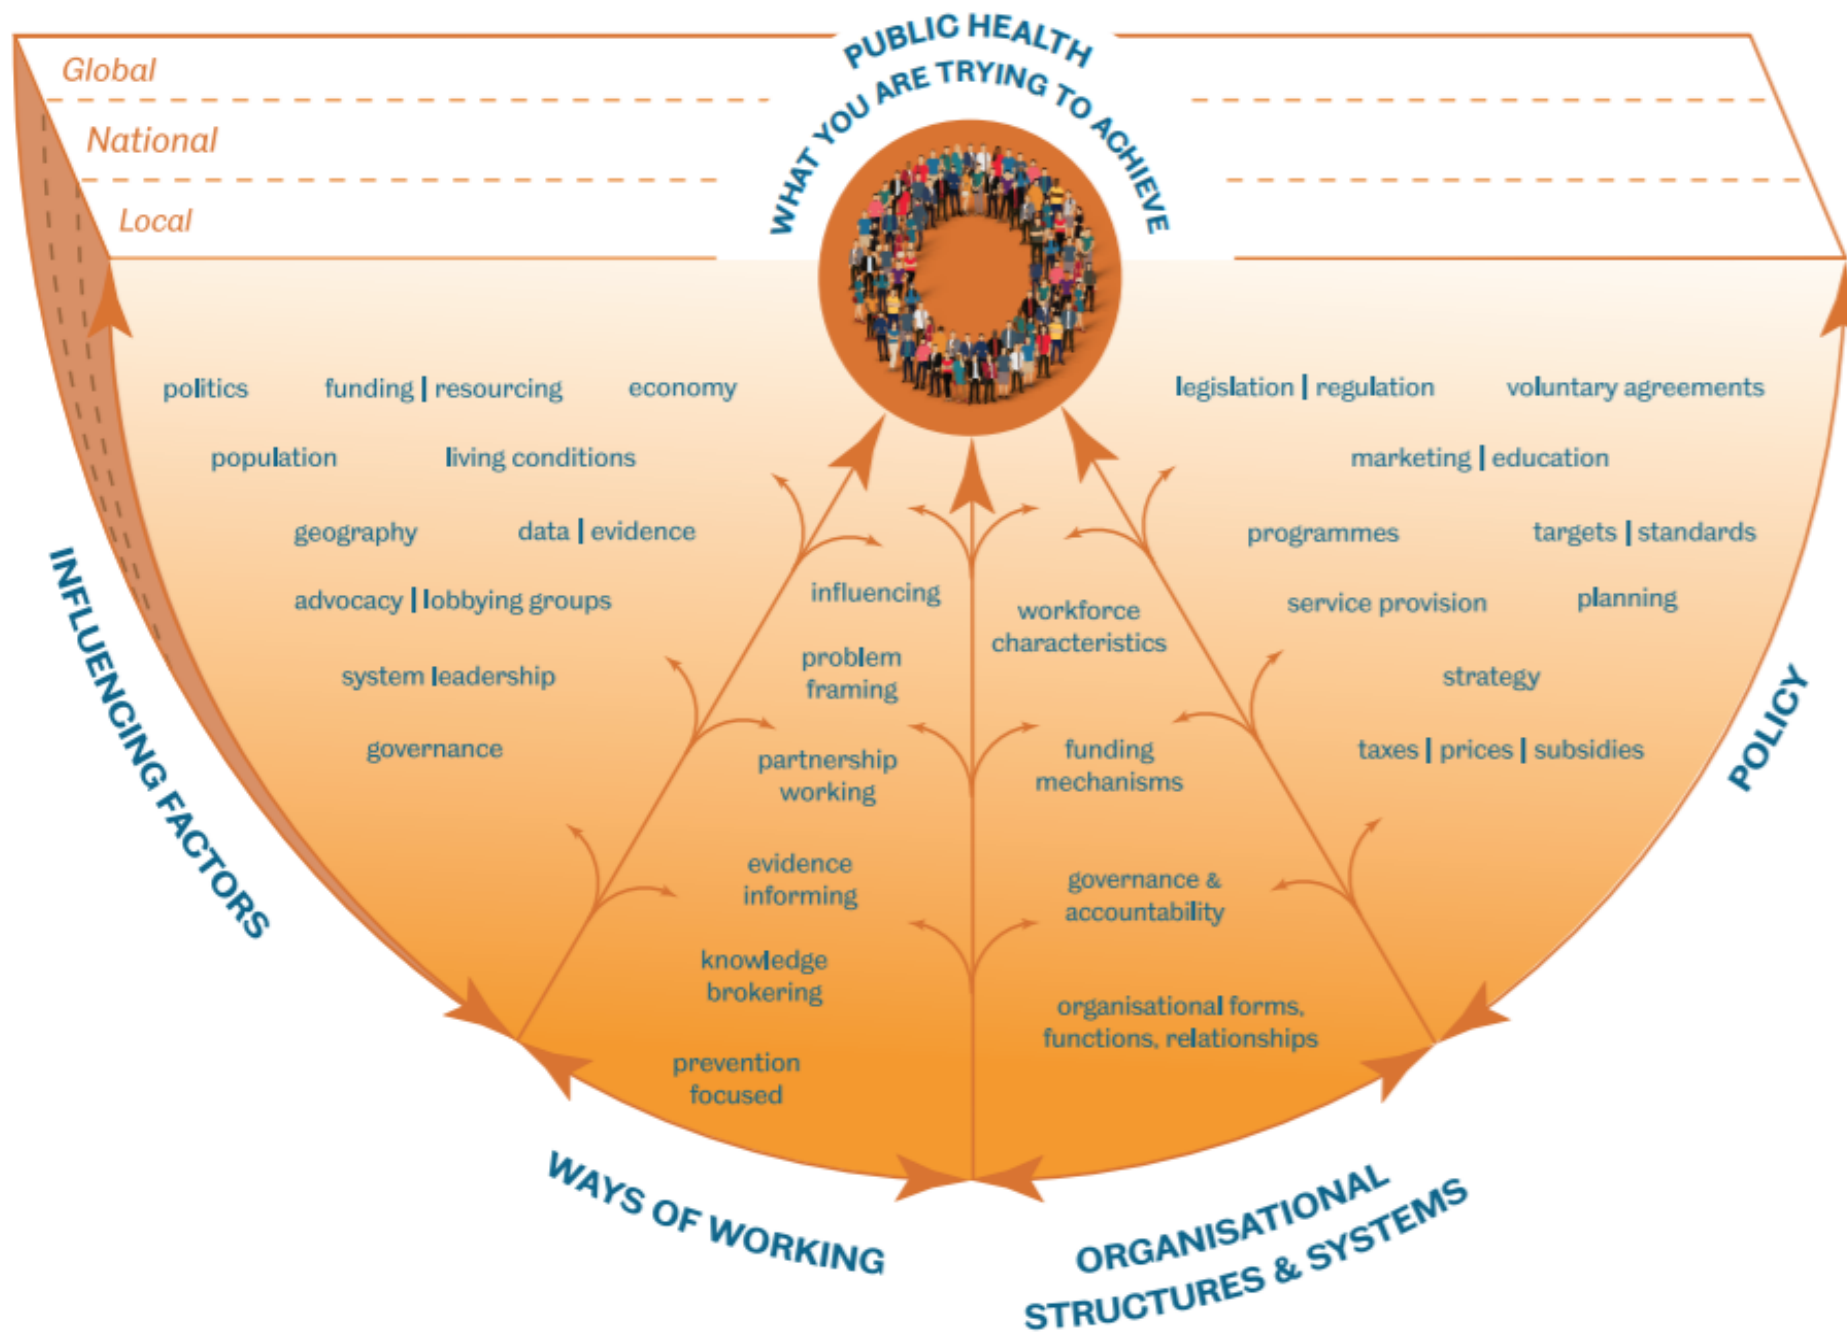 PUBLIC HEALTH
WHAT YOU ARE TRYING TO ACHIEVE
Global
National
Local
INFLUENCING FACTORS
politics
funding | resourcing
economy
population
living conditions
geography
data | evidence
advocacy | lobbying groups
system leadership
governance
WAYS OF WORKING
influencing
problem
framing
partnership
working
evidence
informing
knowledge
brokering
prevention
focused
ORGANISATIONAL
STRUCTURES & SYSTEMS
workforce
characteristics
funding
mechanisms
governance &
accountability
organisational forms,
functions, relationships
POLICY
legislation | regulation
voluntary agreements
marketing | education
programmes
targets | standards
service provision
planning
strategy
taxes | prices | subsidies